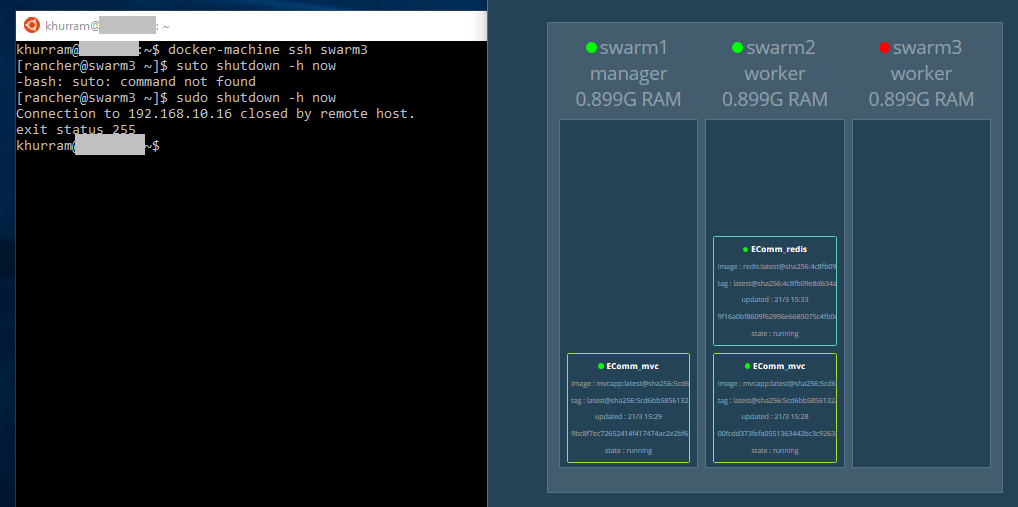 khurram@ : ~
khurram@ :~$ docker-machine ssh swarm3
[rancher@swarm3 ~]$ suto shutdown -h now
-bash: suto: command not found
[rancher@swarm3 ~]$ sudo shutdown -h now
Connection to 192.168.10.16 closed by remote host.
exit status 255
khurram@ ~$
swarm1
manager
0.899G RAM
EComm_mvc
image : mvcapp:latest@sha256:5cd6
tag : latest@sha256:5cd6bb5856132
updated : 21/3 15:29
9bc8f7ec72652414f417474ac2e2bf6
state : running
swarm2
worker
0.899G RAM
EComm_redis
image : redis:latest@sha256:4c8fb09
tag : latest@sha256:4c8fb09e8d634a
updated : 21/3 15:33
9f16a0bf8609f62956e6685075c4fb0
state : running
EComm_mvc
image : mvcapp:latest@sha256:5cd6
tag : latest@sha256:5cd6bb5856132
updated : 21/3 15:28
00fcdd373fefa0551363442bc3c9263
state : running
swarm3
worker
0.899G RAM